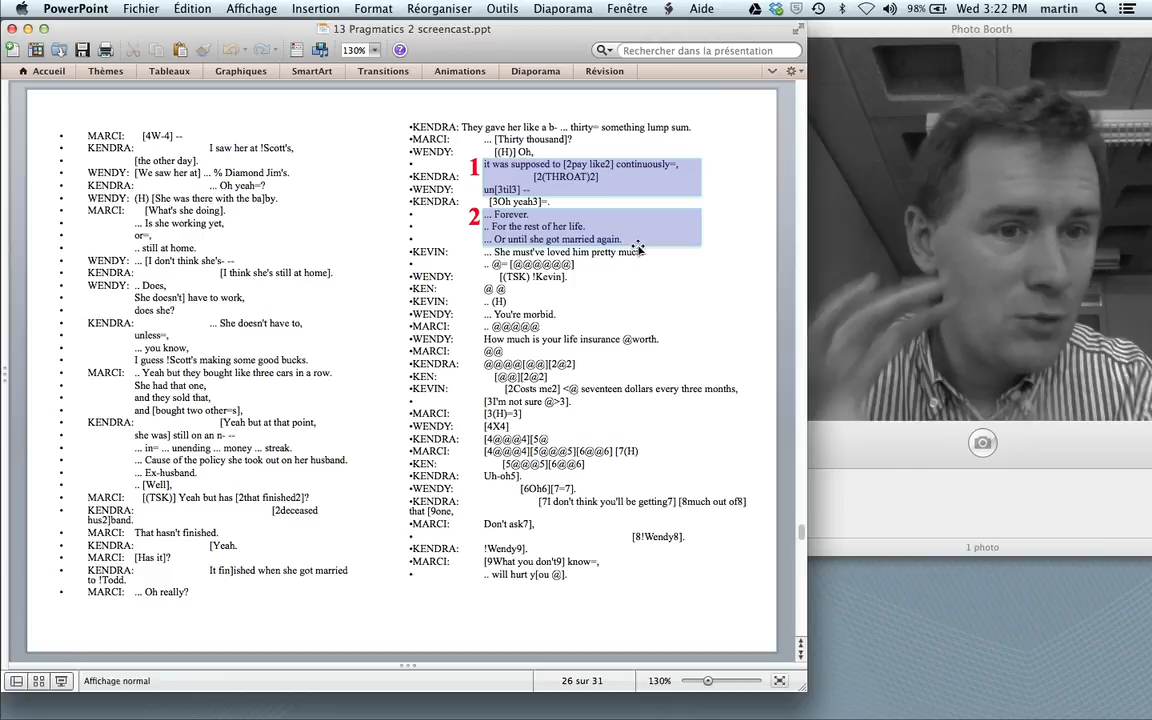 PowerPoint Fichier Édition Affichage Insertion Format Réorganiser Outils Diaporama Fenêtre Aide 5 98% Wed 3:22 PM martin
13 Pragmatics 2 screencast.ppt
Photo Booth
130% Rechercher dans la présentation
Accueil Thèmes Tableaux Graphiques SmartArt Transitions Animations Diaporama Révision
• MARCI: [4W-4] --
• KENDRA: I saw her at !Scott's,
• [the other day].
• WENDY: [We saw her at] ... % Diamond Jim's.
• KENDRA: ... Oh yeah=?
• WENDY: (H) [She was there with the ba]by.
• MARCI: [What's she doing].
• ... Is she working yet,
• or=,
• .. still at home.
• WENDY: ... [I don't think she's- --
• KENDRA: [I think she's still at home].
• WENDY: .. Does,
• She doesn't] have to work,
• does she?
• KENDRA: ... She doesn't have to,
• unless=,
• ... you know,
• I guess !Scott's making some good bucks.
• MARCI: .. Yeah but they bought like three cars in a row.
• She had that one,
• and they sold that,
• and [bought two other=s],
• KENDRA: [Yeah but at that point,
• she was] still on an n- --
• ... in= ... unending ... money ... streak.
• ... Cause of the policy she took out on her husband.
• ... Ex-husband.
• .. [Well],
• MARCI: [(TSK)] Yeah but has [2that finished2]?
• KENDRA: [2deceased
hus2]band.
• MARCI: That hasn't finished.
• KENDRA: [Yeah.
• MARCI: [Has it]?
• KENDRA: It fin]ished when she got married
to !Todd.
• MARCI: ... Oh really?
•KENDRA: They gave her like a b- ... thirty= something lump sum.
•MARCI: ... [Thirty thousand]?
•WENDY: [(H)] Oh,
1
• it was supposed to [2pay like2] continuously=,
•KENDRA: [2(THROAT)2]
•WENDY: un[3til3] --
•KENDRA: [3Oh yeah3]=.
2
• ... Forever.
• .. For the rest of her life.
• ... Or until she got married again.
•KEVIN: ... She must've loved him pretty
• .. @= [@@@@@@]
•WENDY: [(TSK) !Kevin].
•KEN: @ @
•KEVIN: .. (H)
•WENDY: ... You're morbid.
•MARCI: .. @@@@@
•WENDY: How much is your life insurance @worth.
•MARCI: @@
•KENDRA: @@@@[@@][2@2]
•KEN: [@@][2@2]
•KEVIN: [2Costs me2] <@ seventeen dollars every three months,
• [3I'm not sure @>3].
•MARCI: [3(H)=3]
•WENDY: [4X4]
•KENDRA: [4@@@4][5@
•MARCI: [4@@@4][5@@@5][6@@6] [7(H)
•KEN: [5@@@5][6@@6]
•KENDRA: Uh-oh5].
•WENDY: [6Oh6][7=7].
•KENDRA: [7I don't think you'll be getting7] [8much out of8]
that [9one,
•MARCI: Don't ask7],
• [8!Wendy8].
•KENDRA: !Wendy9].
•MARCI: [9What you don't9] know=,
• .. will hurt y[ou @].
1 photo
Affichage normal 26 sur 31 130%